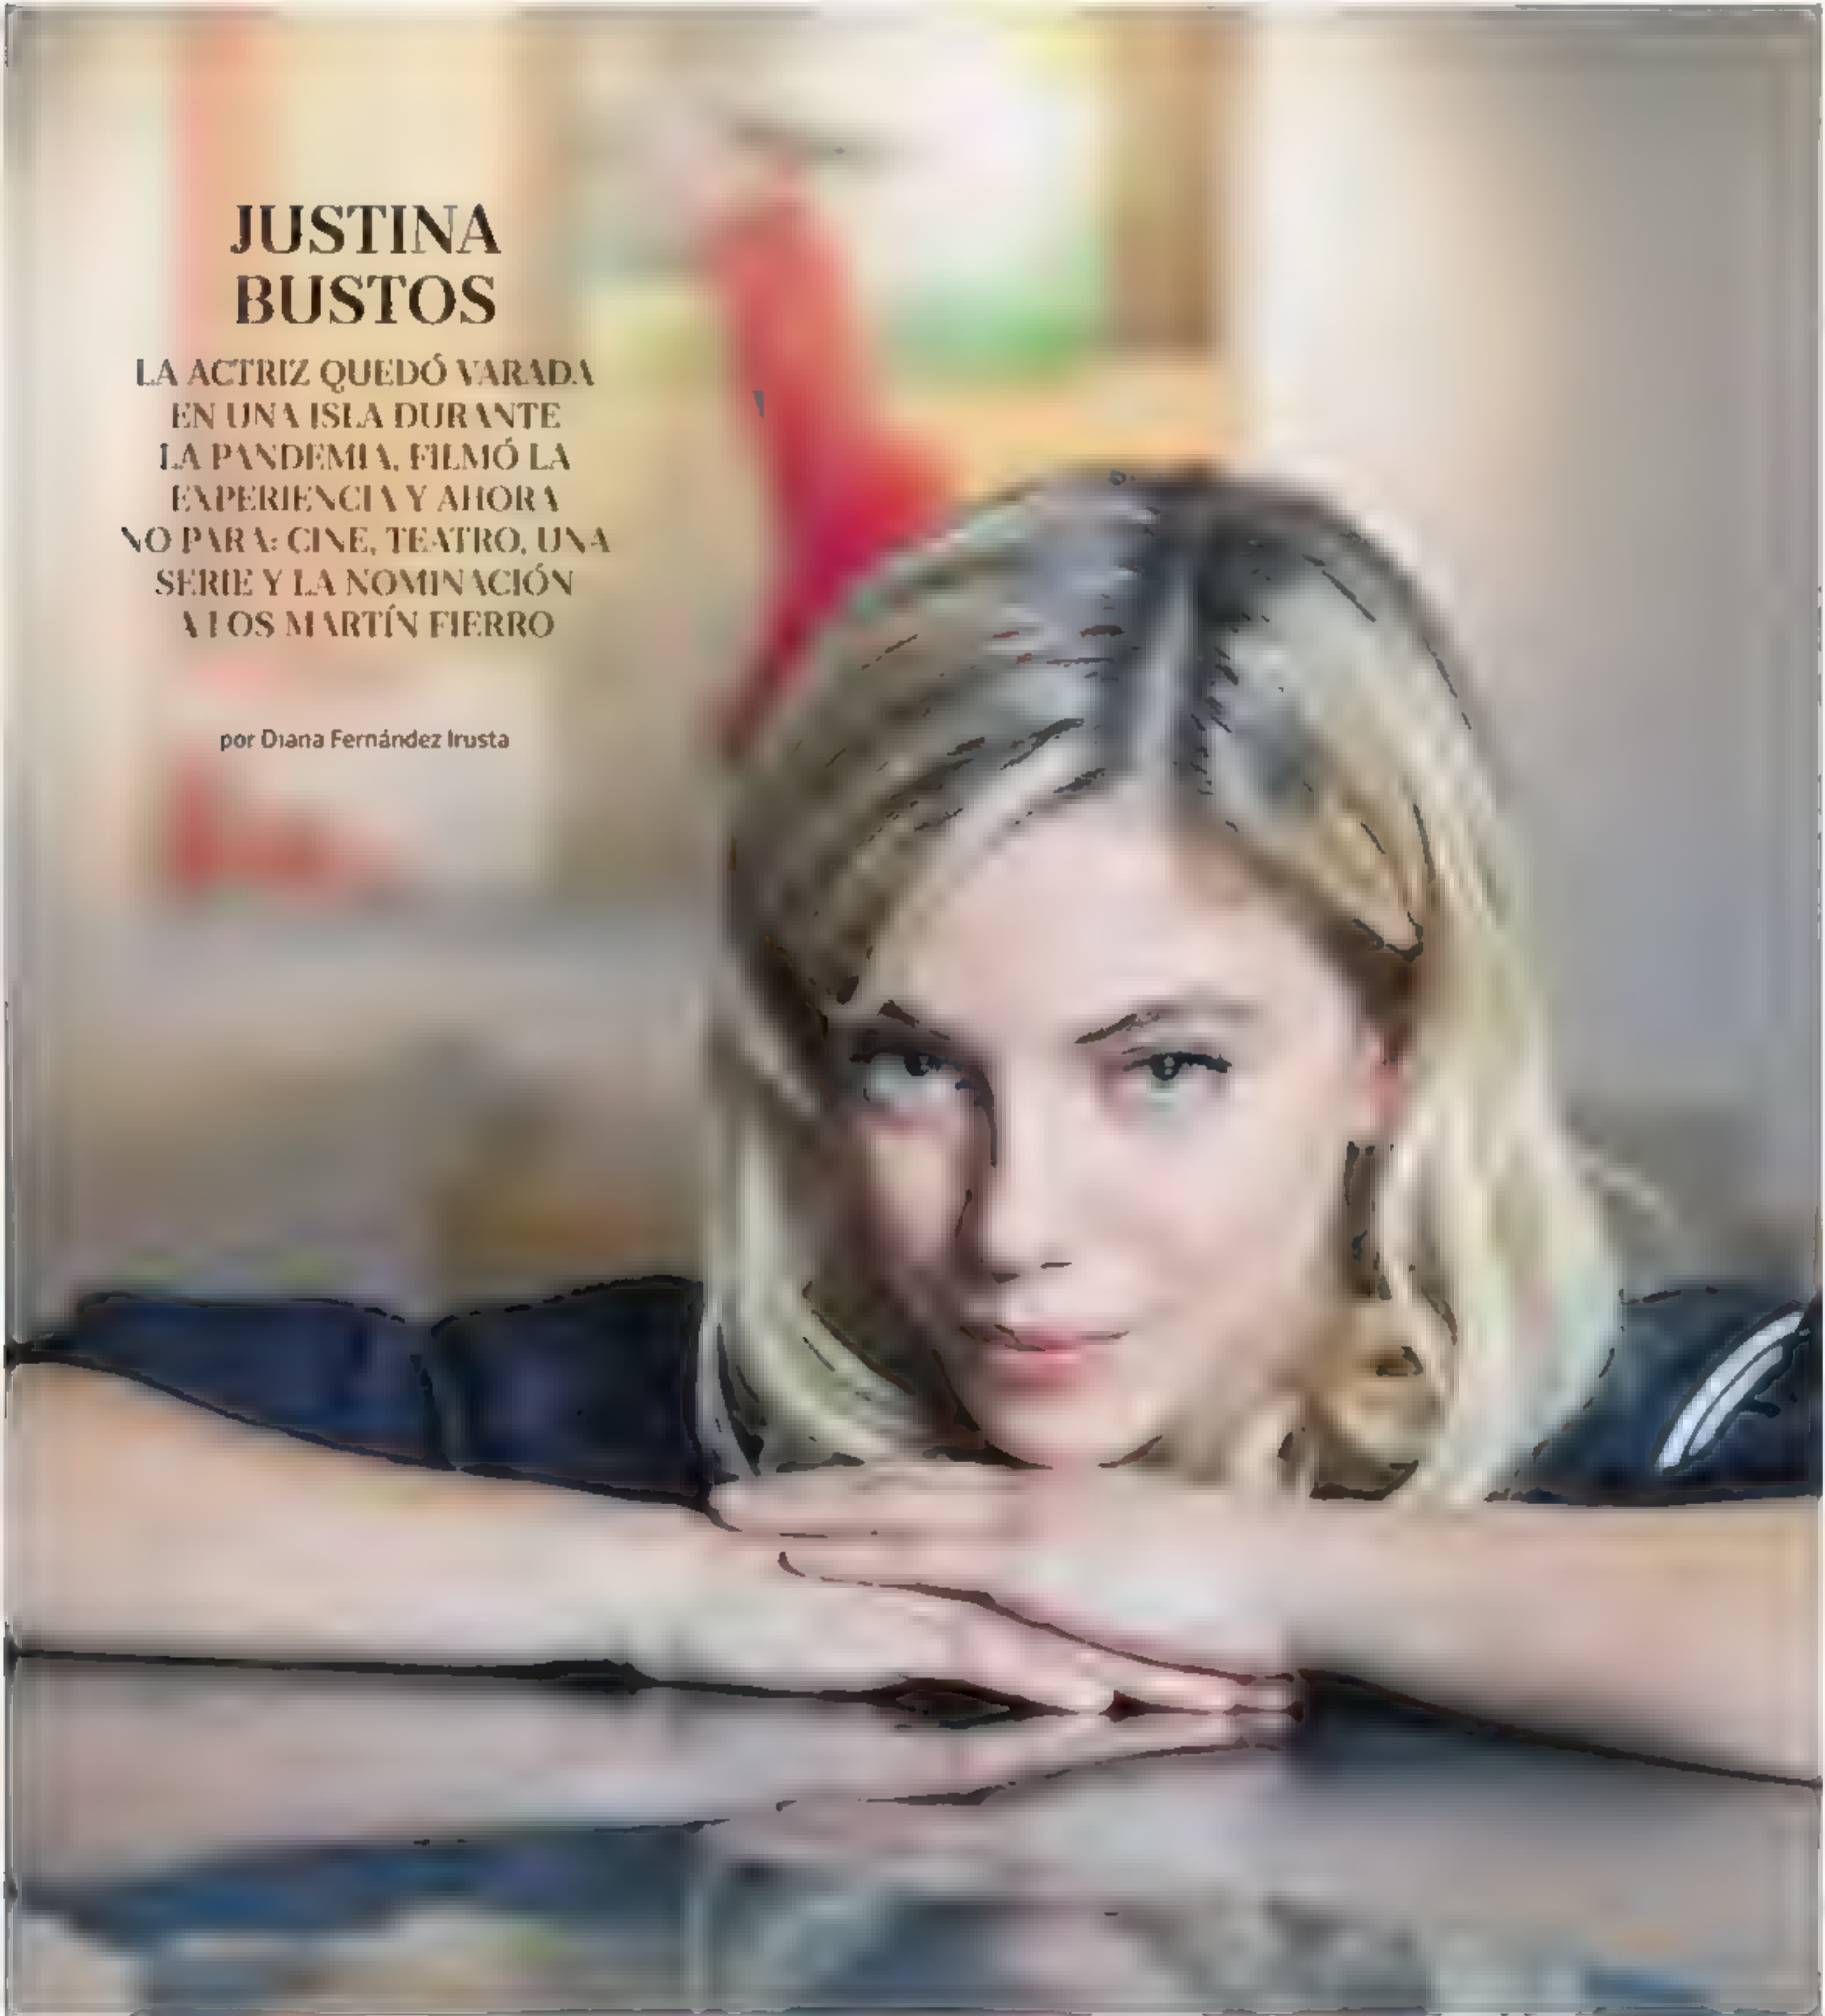 JUSTINA
BUSTOS
LA ACTRIZ QUEDÓ VARADA
EN UNA ISLA DURANTE
LA PANDEMIA, FILMÓ LA
EXPERIENCIA Y AHORA
NO PARA: CINE, TEATRO, UNA
SERIE Y LA NOMINACIÓN
A LOS MARTÍN FIERRO
por Diana Fernández Irusta